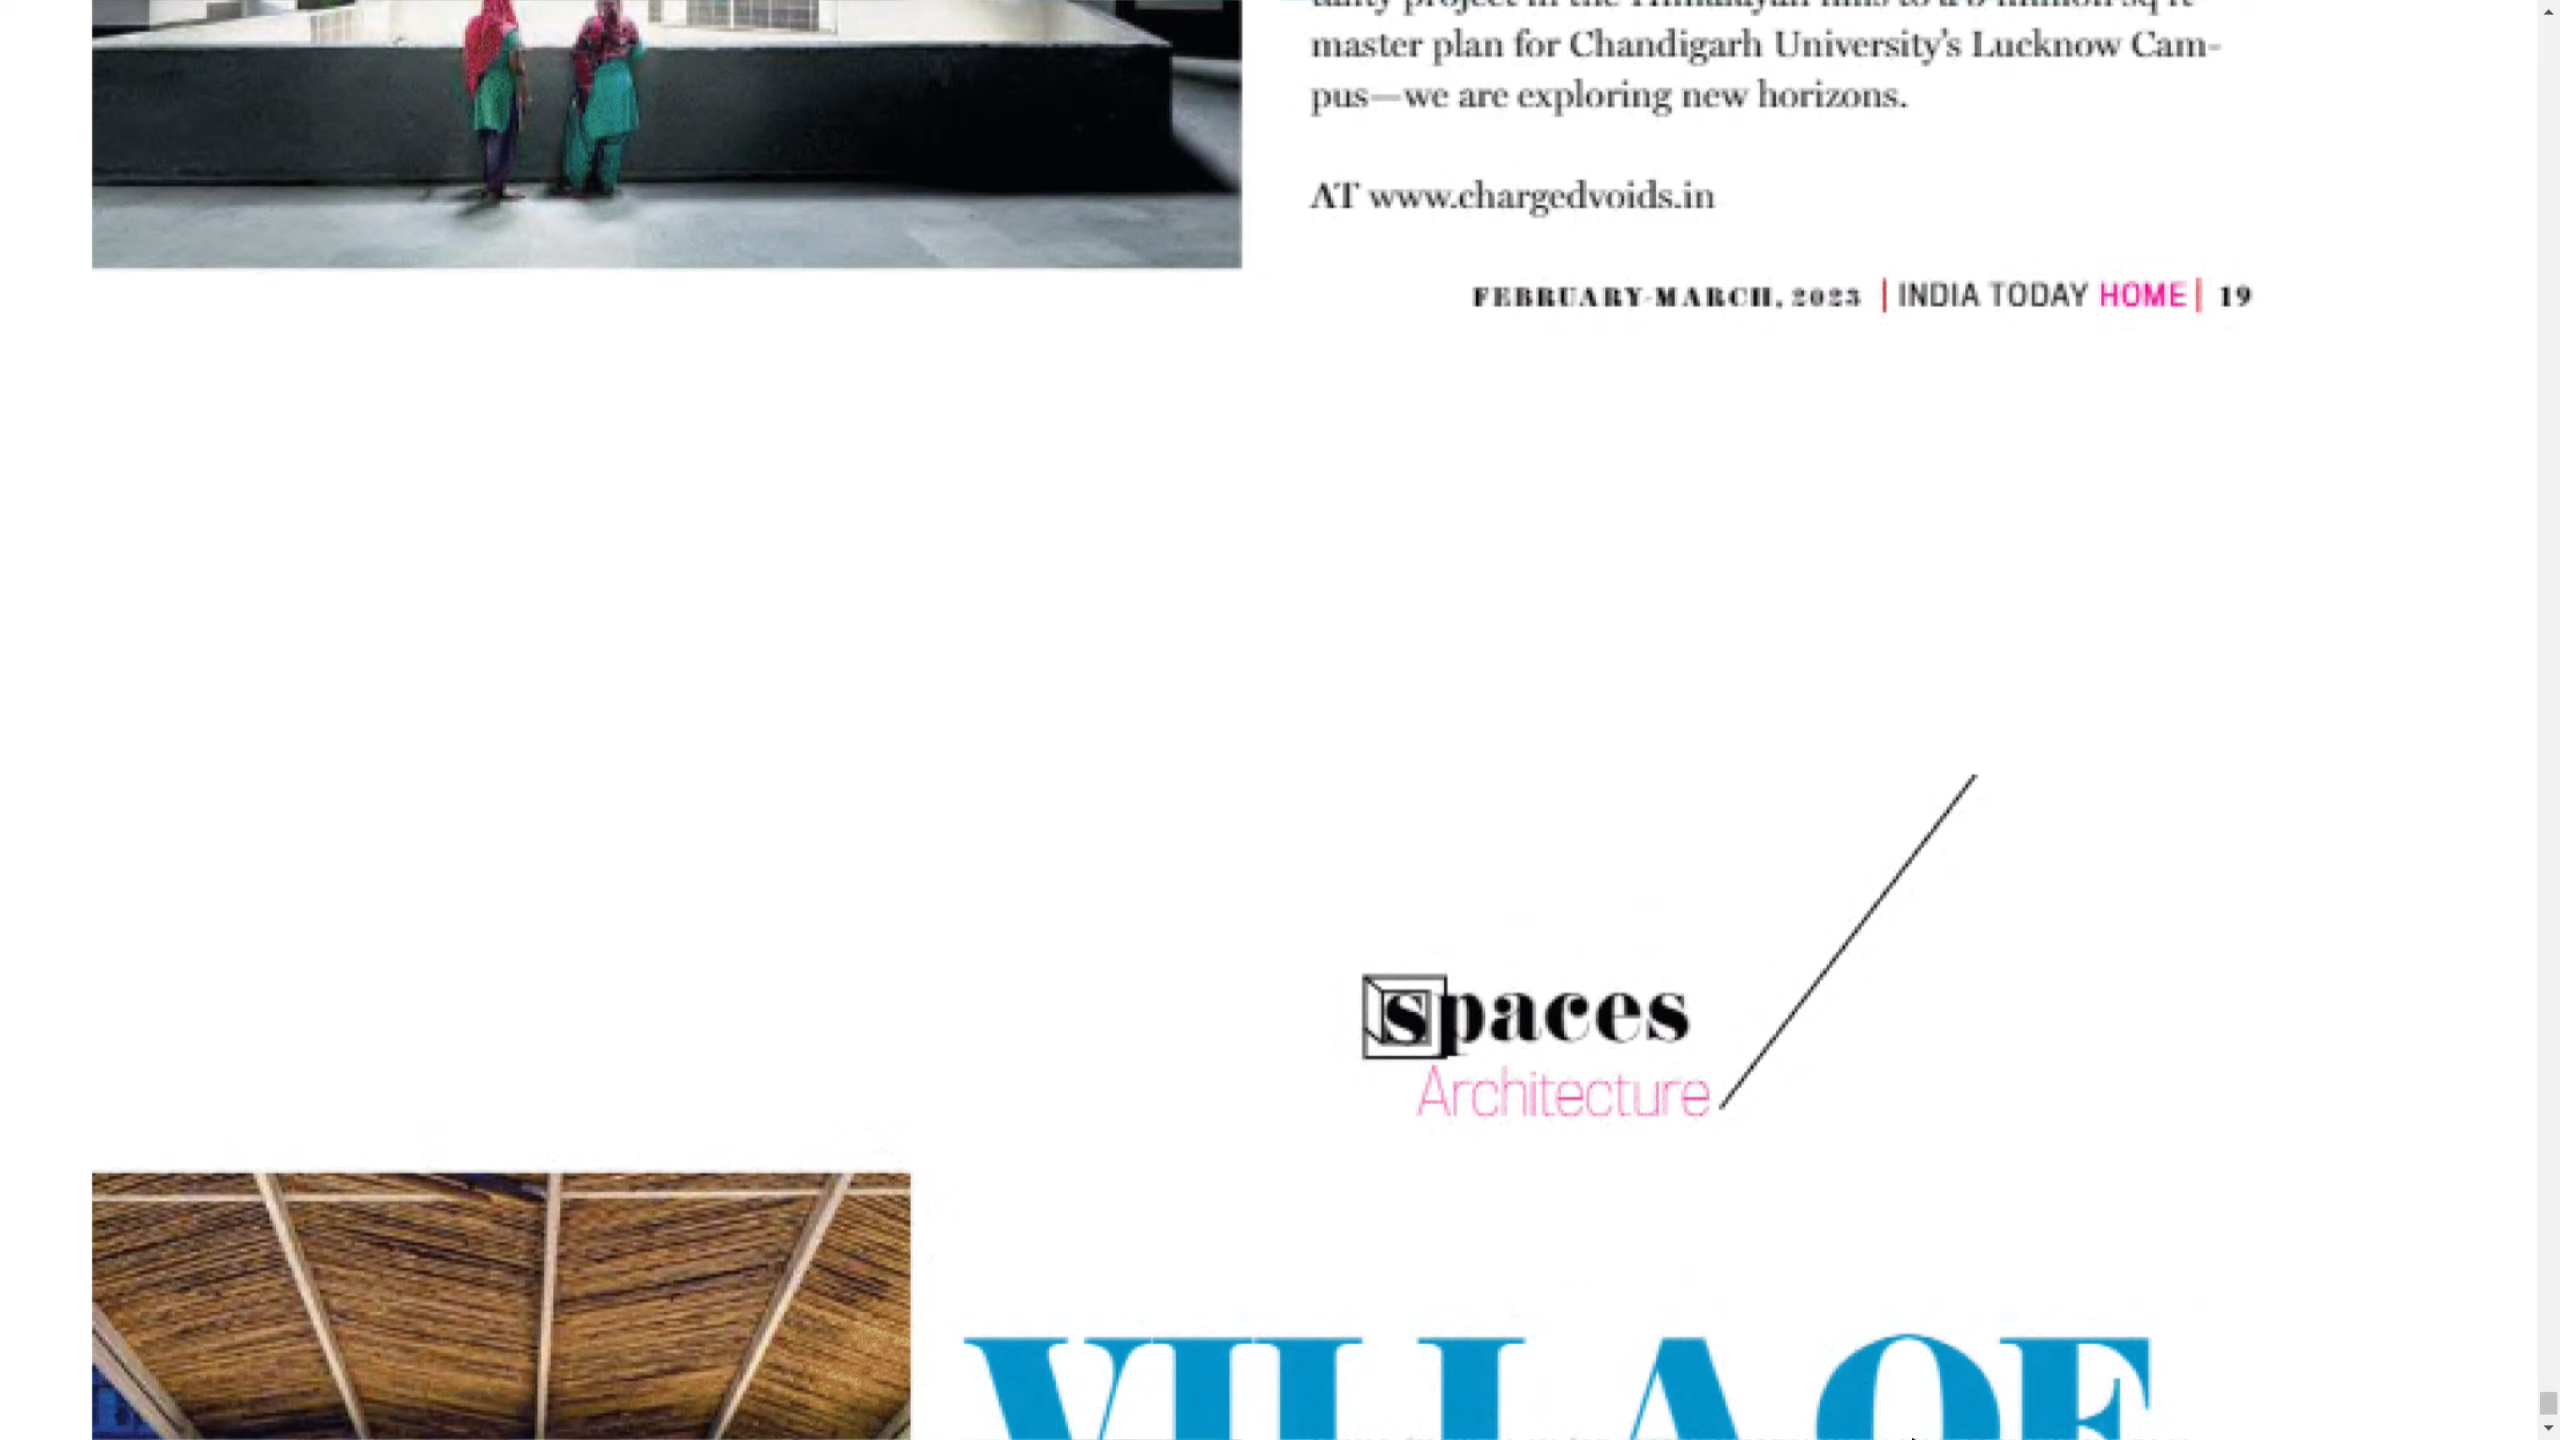 master plan for Chandigarh University's Lucknow Cam-
pus—we are exploring new horizons.
AT www.chargedvoids.in
FEBRUARY-MARCH, 2023 | INDIA TODAY HOME | 19
spaces
Architecture